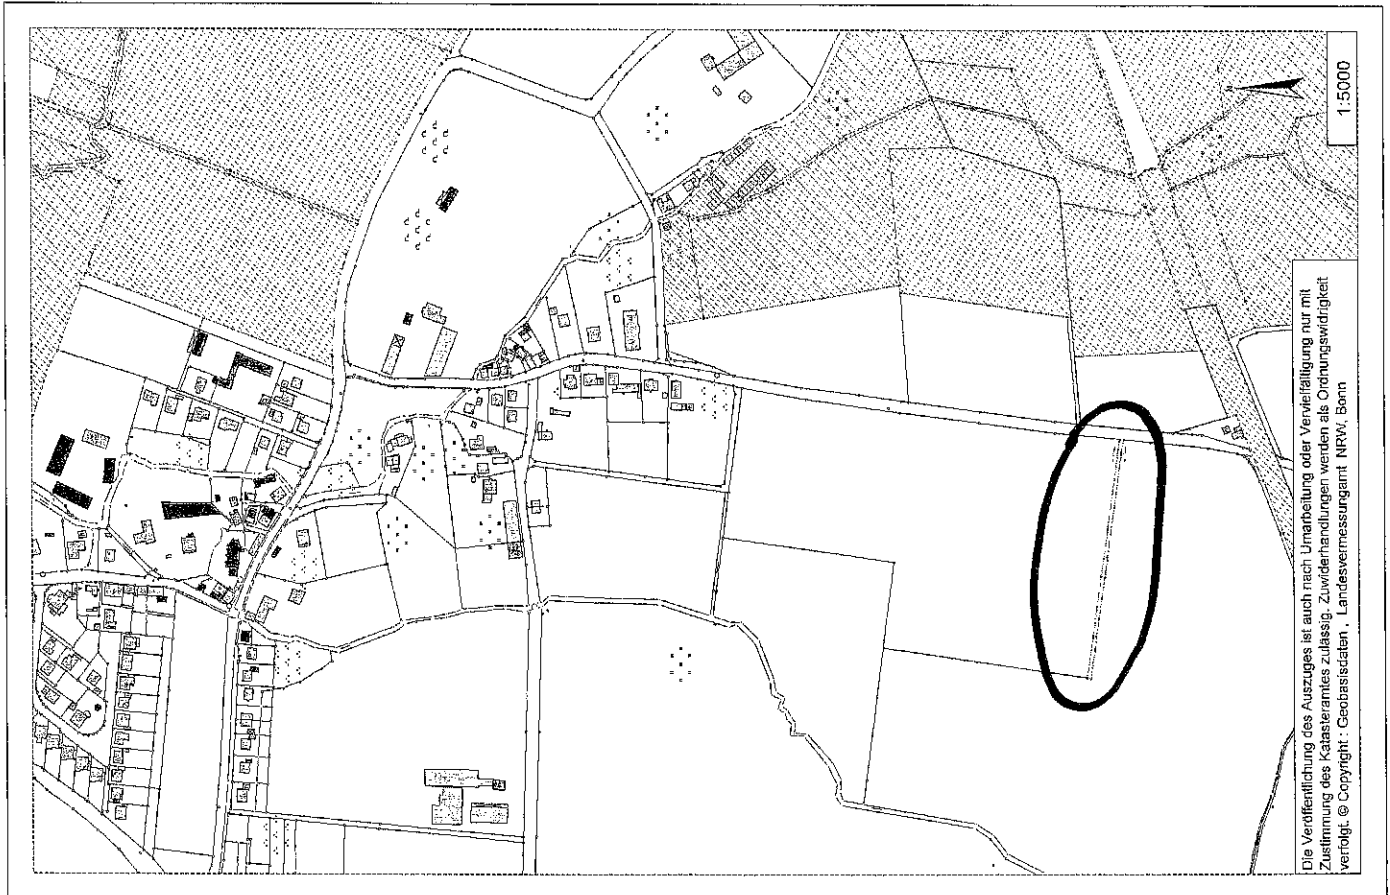 1:5000
Die Veröffentlichung des Auszuges ist auch nach Umarbeitung oder Vervielfältigung nur mit
Zustimmung des Katasteramtes zulässig. Zuwiderhandlungen werden als Ordnungswidrigkeit
verfolgt. © Copyright : Geobasisdaten , Landesvermessungamt NRW, Bonn